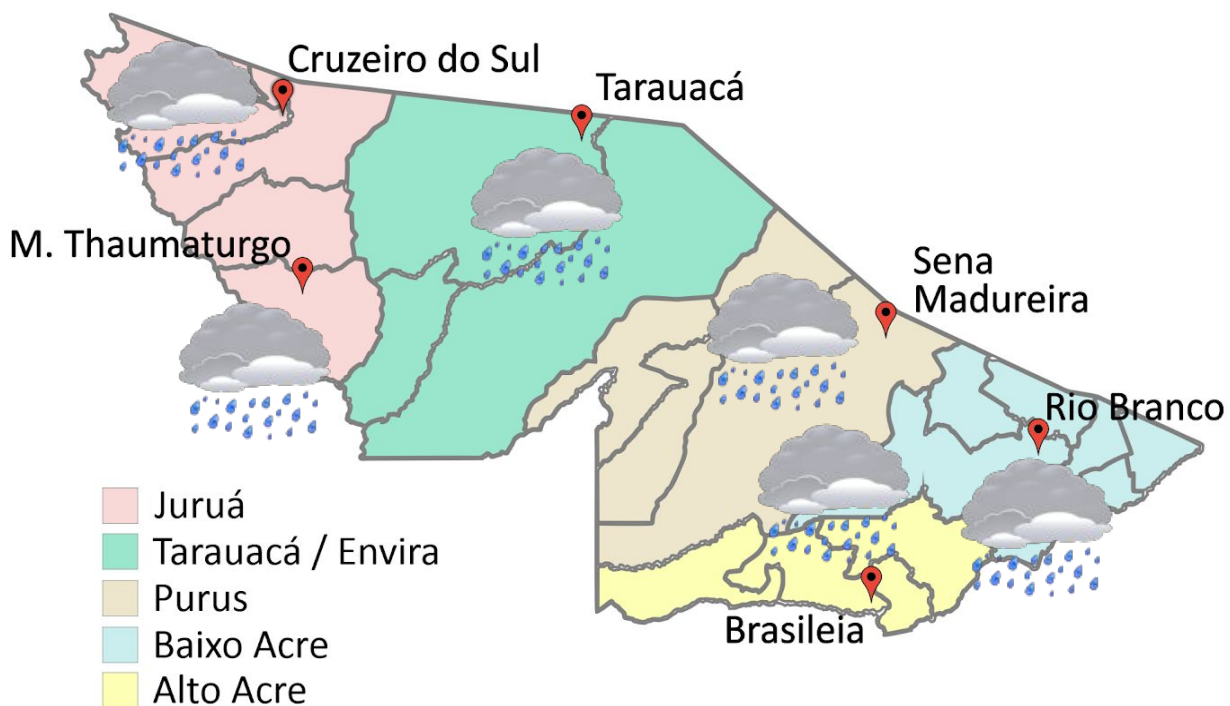 Cruzeiro do Sul
Tarauacá
M. Thaumaturgo
Sena
Madureira
Rio Branco
Brasileia
Juruá
Tarauacá / Envira
Purus
Baixo Acre
Alto Acre